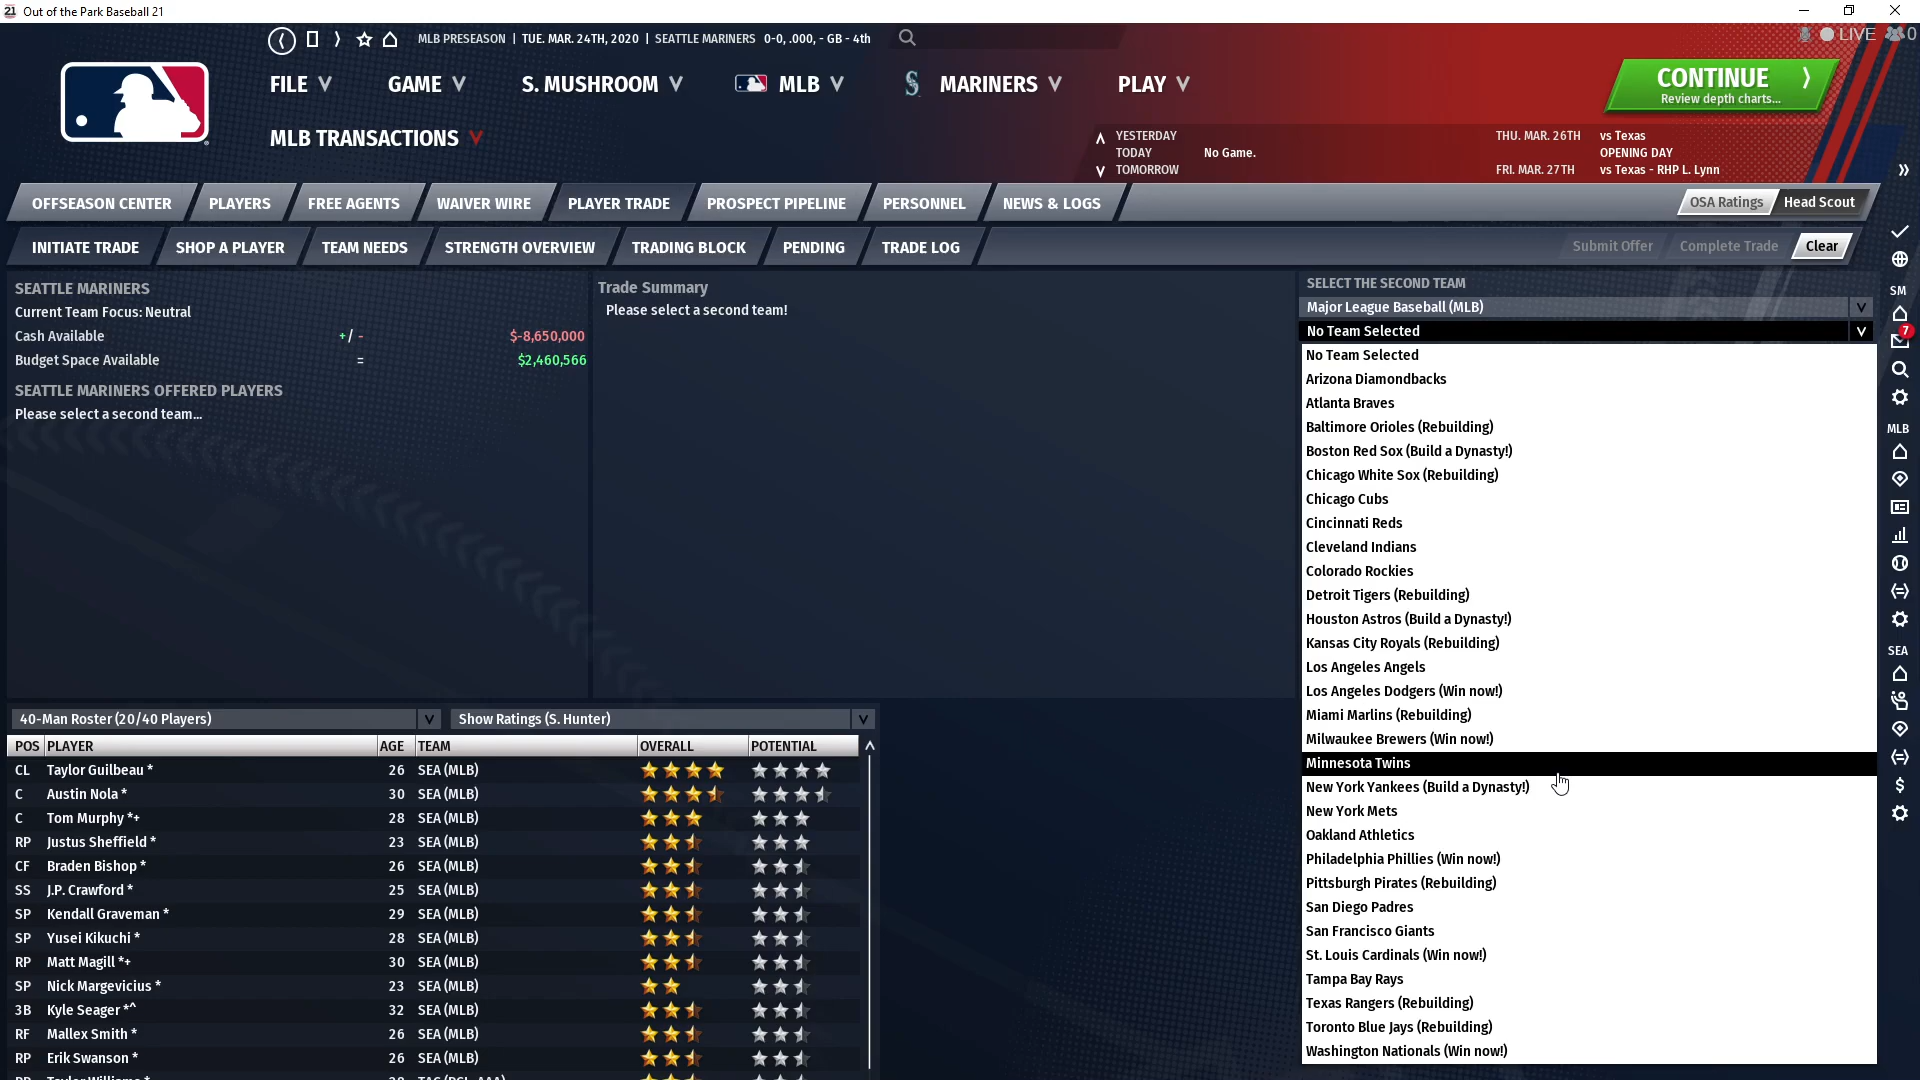 Out of the Park Baseball 21
MLB PRESEASON | TUE. MAR. 24TH, 2020 | SEATTLE MARINERS 0-0, .000, - GB - 4th
LIVE 0
FILE GAME S. MUSHROOM MLB MARINERS PLAY
CONTINUE
Review depth charts...
MLB TRANSACTIONS
YESTERDAY
TODAY No Game.
TOMORROW
THU. MAR. 26TH vs Texas
OPENING DAY
FRI. MAR. 27TH vs Texas - RHP L. Lynn
OFFSEASON CENTER PLAYERS FREE AGENTS WAIVER WIRE PLAYER TRADE PROSPECT PIPELINE PERSONNEL NEWS & LOGS OSA Ratings Head Scout
INITIATE TRADE SHOP A PLAYER TEAM NEEDS STRENGTH OVERVIEW TRADING BLOCK PENDING TRADE LOG Submit Offer Complete Trade Clear
SEATTLE MARINERS
Current Team Focus: Neutral
Cash Available +/ - $-8,650,000
Budget Space Available = $2,460,566
SEATTLE MARINERS OFFERED PLAYERS
Please select a second team...
Trade Summary
Please select a second team!
SELECT THE SECOND TEAM
Major League Baseball (MLB)
No Team Selected
No Team Selected
Arizona Diamondbacks
Atlanta Braves
Baltimore Orioles (Rebuilding)
Boston Red Sox (Build a Dynasty!)
Chicago White Sox (Rebuilding)
Chicago Cubs
Cincinnati Reds
Cleveland Indians
Colorado Rockies
Detroit Tigers (Rebuilding)
Houston Astros (Build a Dynasty!)
Kansas City Royals (Rebuilding)
Los Angeles Angels
Los Angeles Dodgers (Win now!)
Miami Marlins (Rebuilding)
Milwaukee Brewers (Win now!)
Minnesota Twins
New York Yankees (Build a Dynasty!)
New York Mets
Oakland Athletics
Philadelphia Phillies (Win now!)
Pittsburgh Pirates (Rebuilding)
San Diego Padres
San Francisco Giants
St. Louis Cardinals (Win now!)
Tampa Bay Rays
Texas Rangers (Rebuilding)
Toronto Blue Jays (Rebuilding)
Washington Nationals (Win now!)
SM
7
MLB
SEA
$
40-Man Roster (20/40 Players) Show Ratings (S. Hunter)
POS PLAYER AGE TEAM OVERALL POTENTIAL
CL Taylor Guilbeau * 26 SEA (MLB)
C Austin Nola * 30 SEA (MLB)
C Tom Murphy *+ 28 SEA (MLB)
RP Justus Sheffield * 23 SEA (MLB)
CF Braden Bishop * 26 SEA (MLB)
SS J.P. Crawford * 25 SEA (MLB)
SP Kendall Graveman * 29 SEA (MLB)
SP Yusei Kikuchi * 28 SEA (MLB)
RP Matt Magill *+ 30 SEA (MLB)
SP Nick Margevicius * 23 SEA (MLB)
3B Kyle Seager *^ 32 SEA (MLB)
RF Mallex Smith * 26 SEA (MLB)
RP Erik Swanson * 26 SEA (MLB)